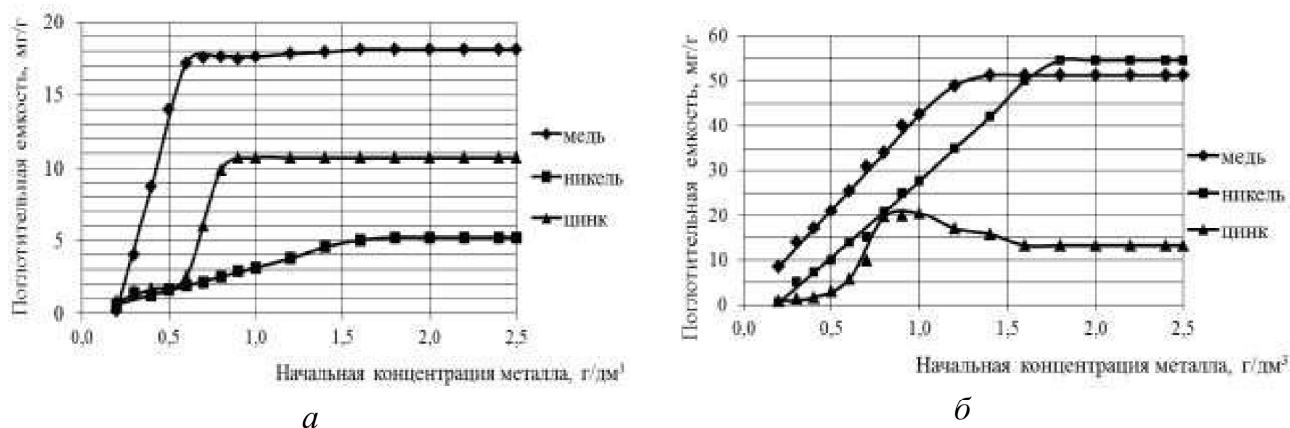 Поглотительная емкость, мг/г
20
15
10
5
0
0,0 0,5 1,0 1,5 2,0 2,5
Начальная концентрация металла, г/дм³
медь
никель
цинк
а
Поглотительная емкость, мг/г
60
50
40
30
20
10
0
0,0 0,5 1,0 1,5 2,0 2,5
Начальная концентрация металла, г/дм³
медь
никель
цинк
б